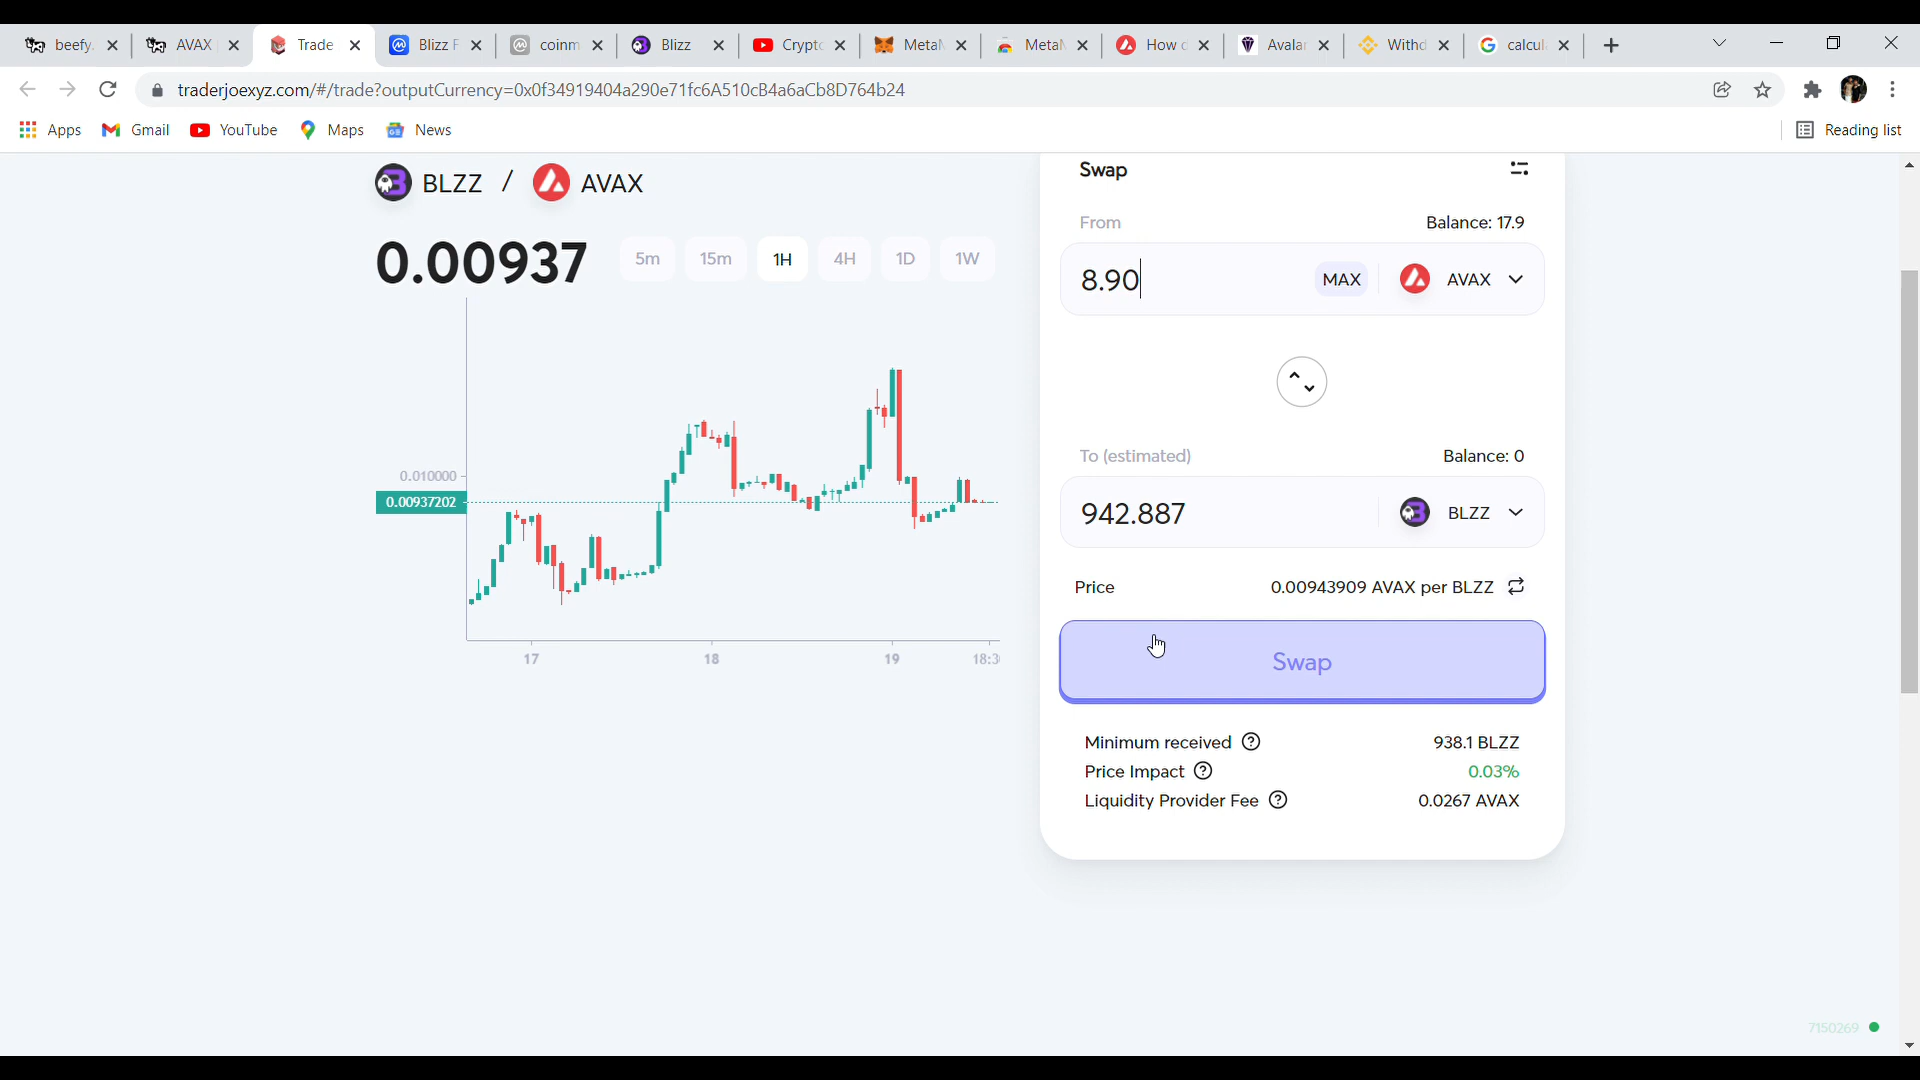 beefy. AVAX Trade Blizz F coinm Blizz Crypto MetaM MetaM How d Avalan Withd calcul
traderjoexyz.com/#/trade?outputCurrency=0x0f34919404a290e71fc6A510cB4a6aCb8D764b24
Apps Gmail YouTube Maps News Reading list
BLZZ / AVAX
0.00937 5m 15m 1H 4H 1D 1W
0.010000
0.00937202
17 18 19 18:3
Swap
From Balance: 17.9
8.90 MAX AVAX
To (estimated) Balance: 0
942.887 BLZZ
Price 0.00943909 AVAX per BLZZ
Swap
Minimum received ? 938.1 BLZZ
Price Impact ? 0.03%
Liquidity Provider Fee ? 0.0267 AVAX
7150269